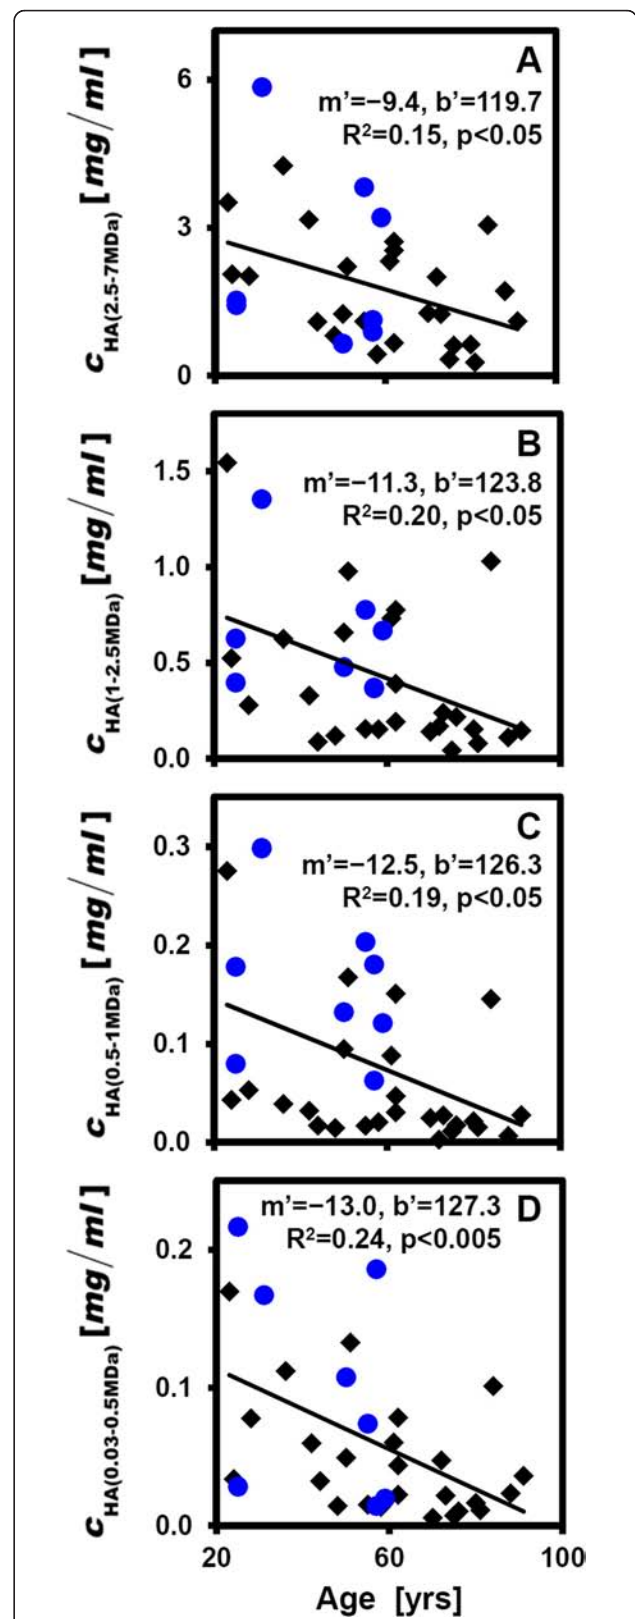 A
m’=−9.4, b’=119.7
R²=0.15, p<0.05
c HA(2.5-7MDa) [mg/ml]
6
3
0
B
m’=−11.3, b’=123.8
R²=0.20, p<0.05
c HA(1-2.5MDa) [mg/ml]
1.5
1.0
0.5
0.0
C
m’=−12.5, b’=126.3
R²=0.19, p<0.05
c HA(0.5-1MDa) [mg/ml]
0.3
0.2
0.1
0.0
m’=−13.0, b’=127.3 D
R²=0.24, p<0.005
c HA(0.03-0.5MDa) [mg/ml]
0.2
0.1
0.0
20 60 100
Age [yrs]